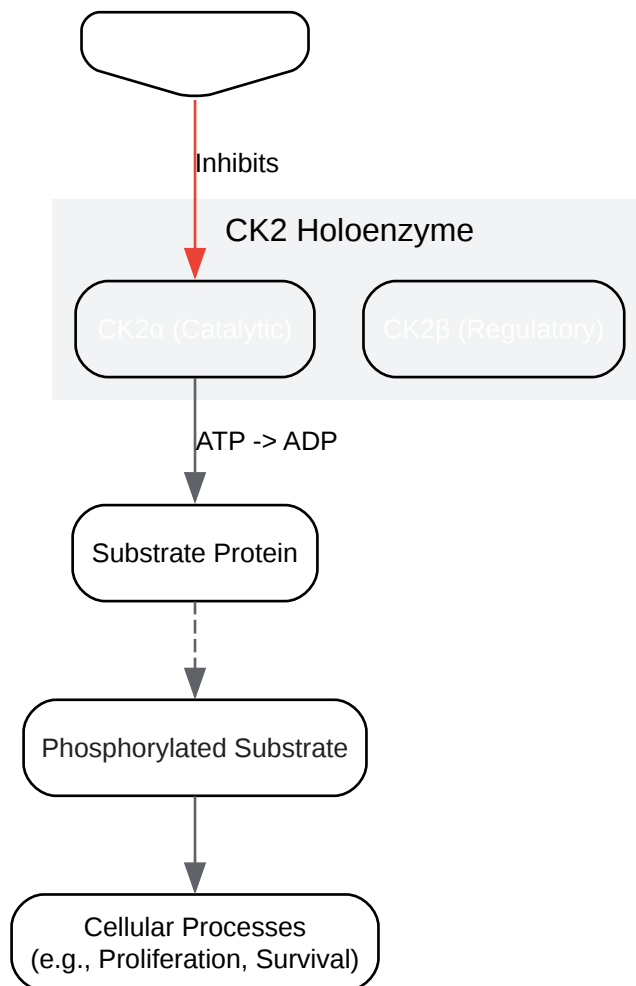 Inhibits
CK2 Holoenzyme
CK2α (Catalytic)
CK2β (Regulatory)
ATP -> ADP
Substrate Protein
Phosphorylated Substrate
Cellular Processes
(e.g., Proliferation, Survival)